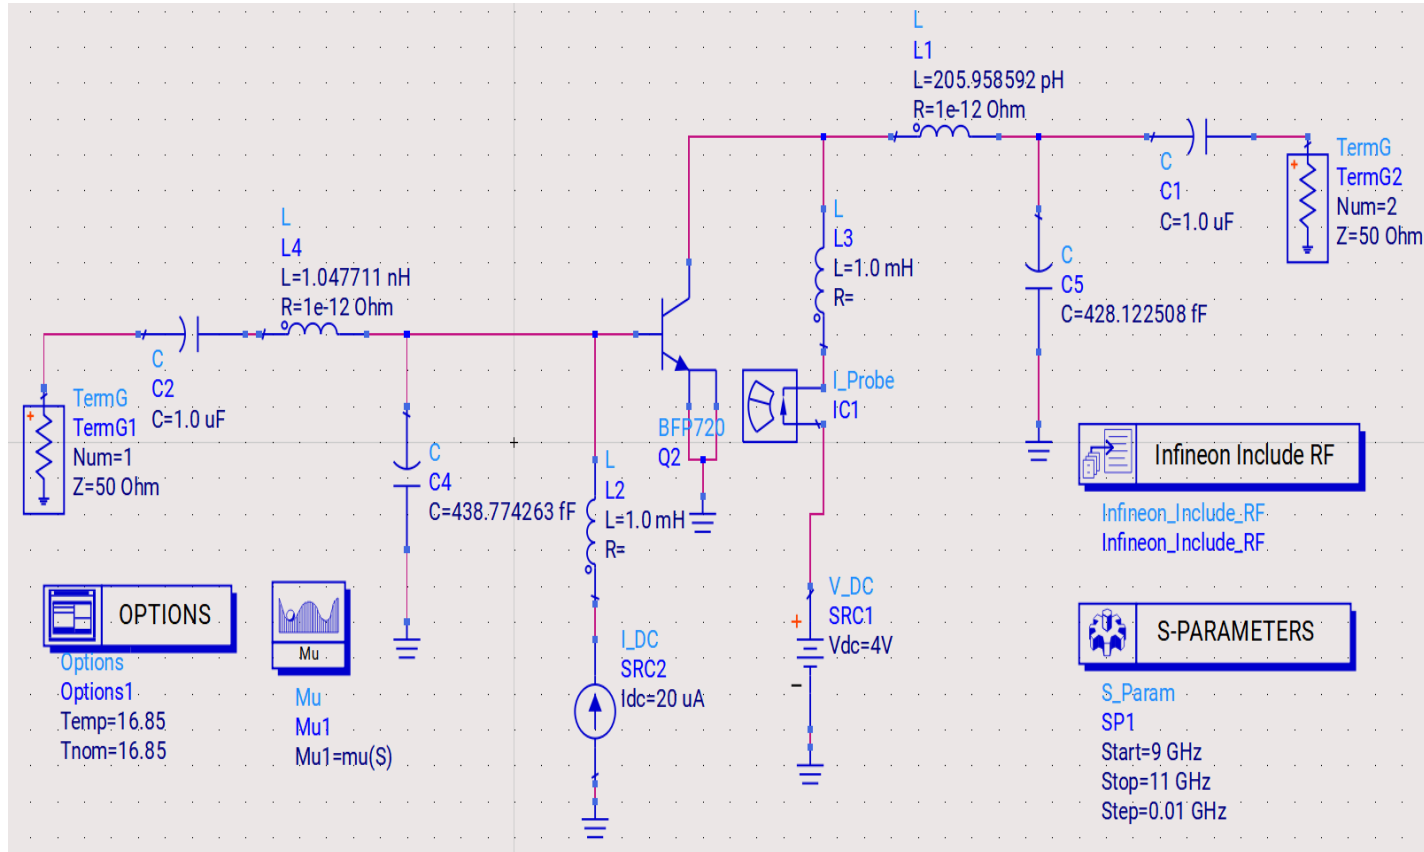 L
L1
L=205.958592 pH
R=1e-12 Ohm
C
C1
C=1.0 uF
TermG
TermG2
Num=2
Z=50 Ohm
L
L4
L=1.047711 nH
R=1e-12 Ohm
L
L3
L=1.0 mH
R=
C
C5
C=428.122508 fF
C
C2
C=1.0 uF
TermG
TermG1
Num=1
Z=50 Ohm
I_Probe
IC1
BFP720
Q2
C
C4
C=438.774263 fF
L
L2
L=1.0 mH
R=
Infineon Include RF
Infineon_Include_RF
Infineon_Include_RF
OPTIONS
Options
Options1
Temp=16.85
Tnom=16.85
Mu
Mu
Mu1
Mu1=mu(S)
I_DC
SRC2
Idc=20 uA
V_DC
SRC1
Vdc=4V
S-PARAMETERS
S_Param
SP1
Start=9 GHz
Stop=11 GHz
Step=0.01 GHz